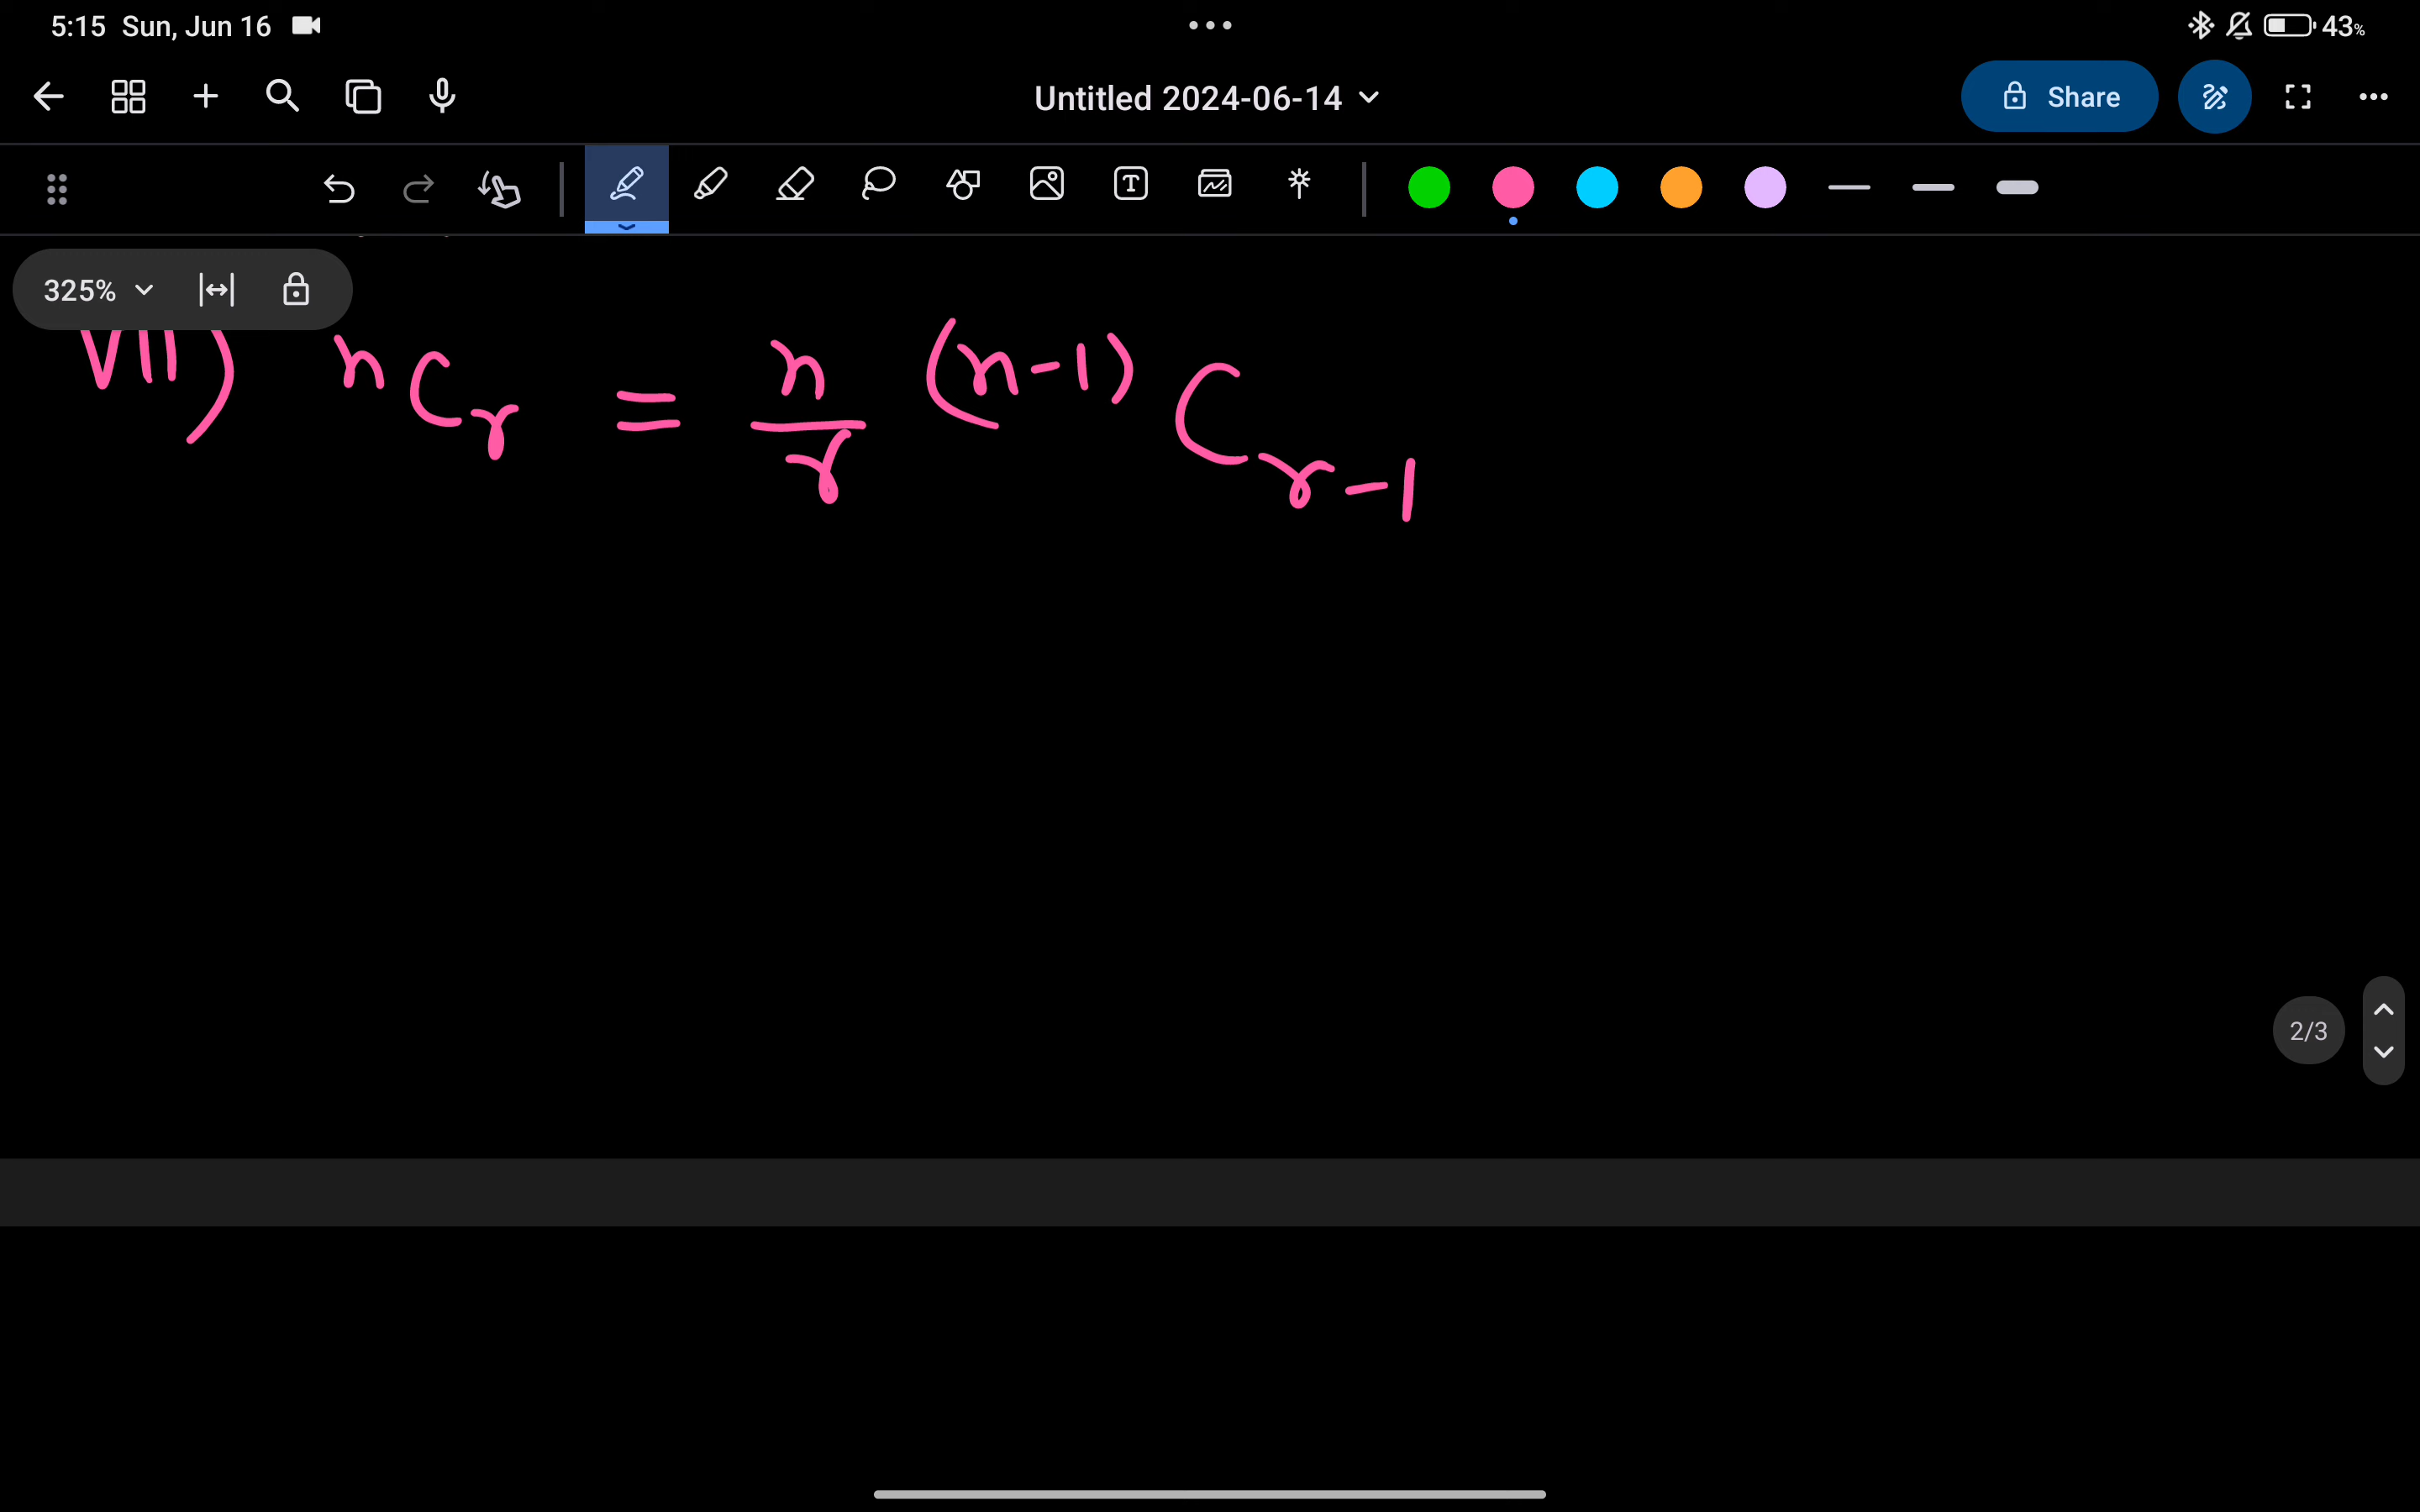 5:15 Sun, Jun 16 43%
Untitled 2024-06-14 Share
325%
VII) ⁿCᵣ = n/r ⁽ⁿ⁻¹⁾Cᵣ₋₁
2/3